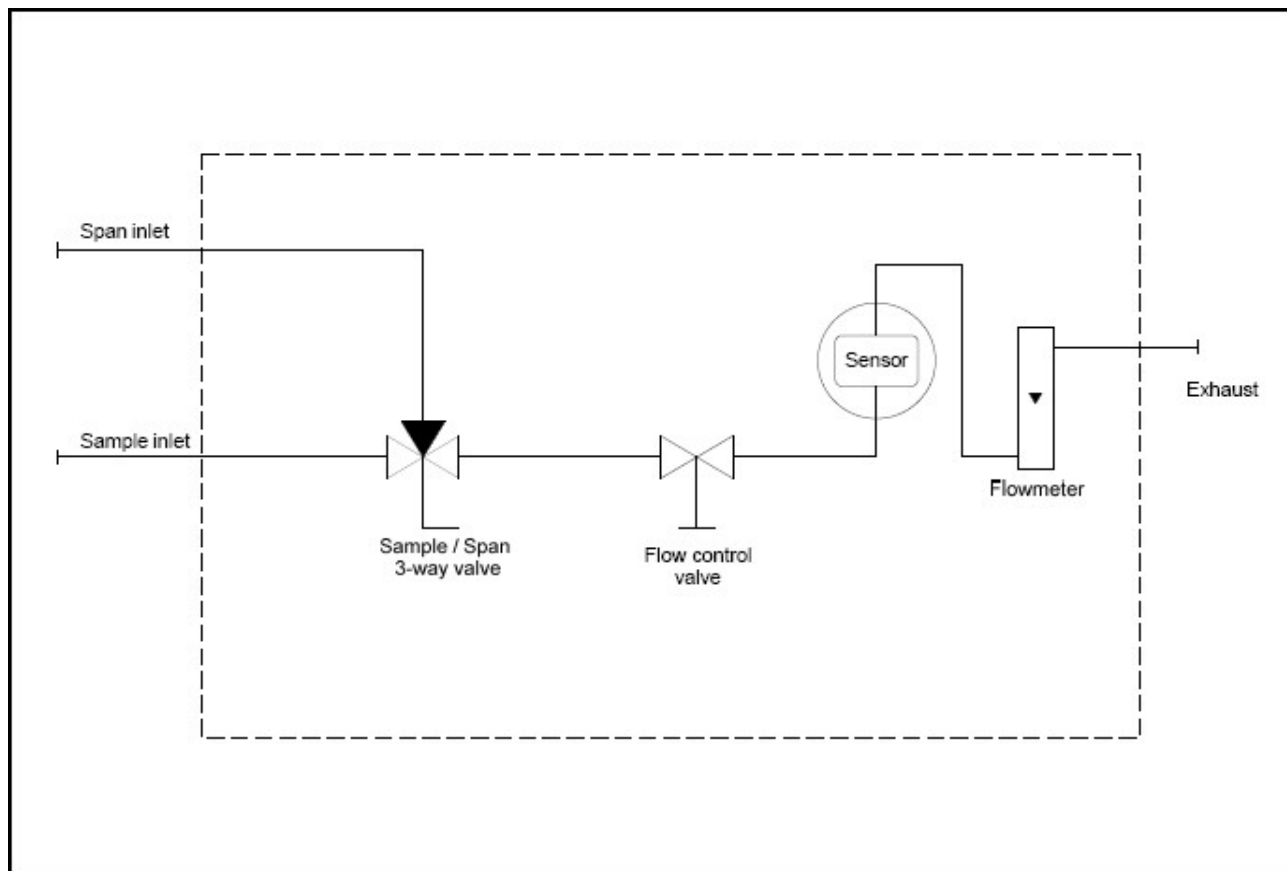 Span inlet
Sample inlet
Sensor
Exhaust
Flowmeter
Sample / Span
3-way valve
Flow control
valve